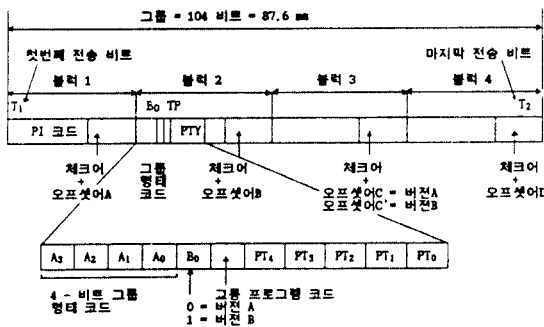 그룹 = 104 비트 = 87.6 ms
첫번째 전송 비트
마지막 전송 비트
블럭 1
블럭 2
블럭 3
블럭 4
T₁
B₀ TP
T₂
PI 코드
PTY
체크어
+
오프셋어A
그룹
형태
코드
체크어
+
오프셋어B
체크어
+
오프셋어C = 버전A
오프셋어C' = 버전B
체크어
+
오프셋어D
A₃ A₂ A₁ A₀ B₀ PT₄ PT₃ PT₂ PT₁ PT₀
4 - 비트 그룹
형태 코드
교통 프로그램 코드
0 = 버전 A
1 = 버전 B